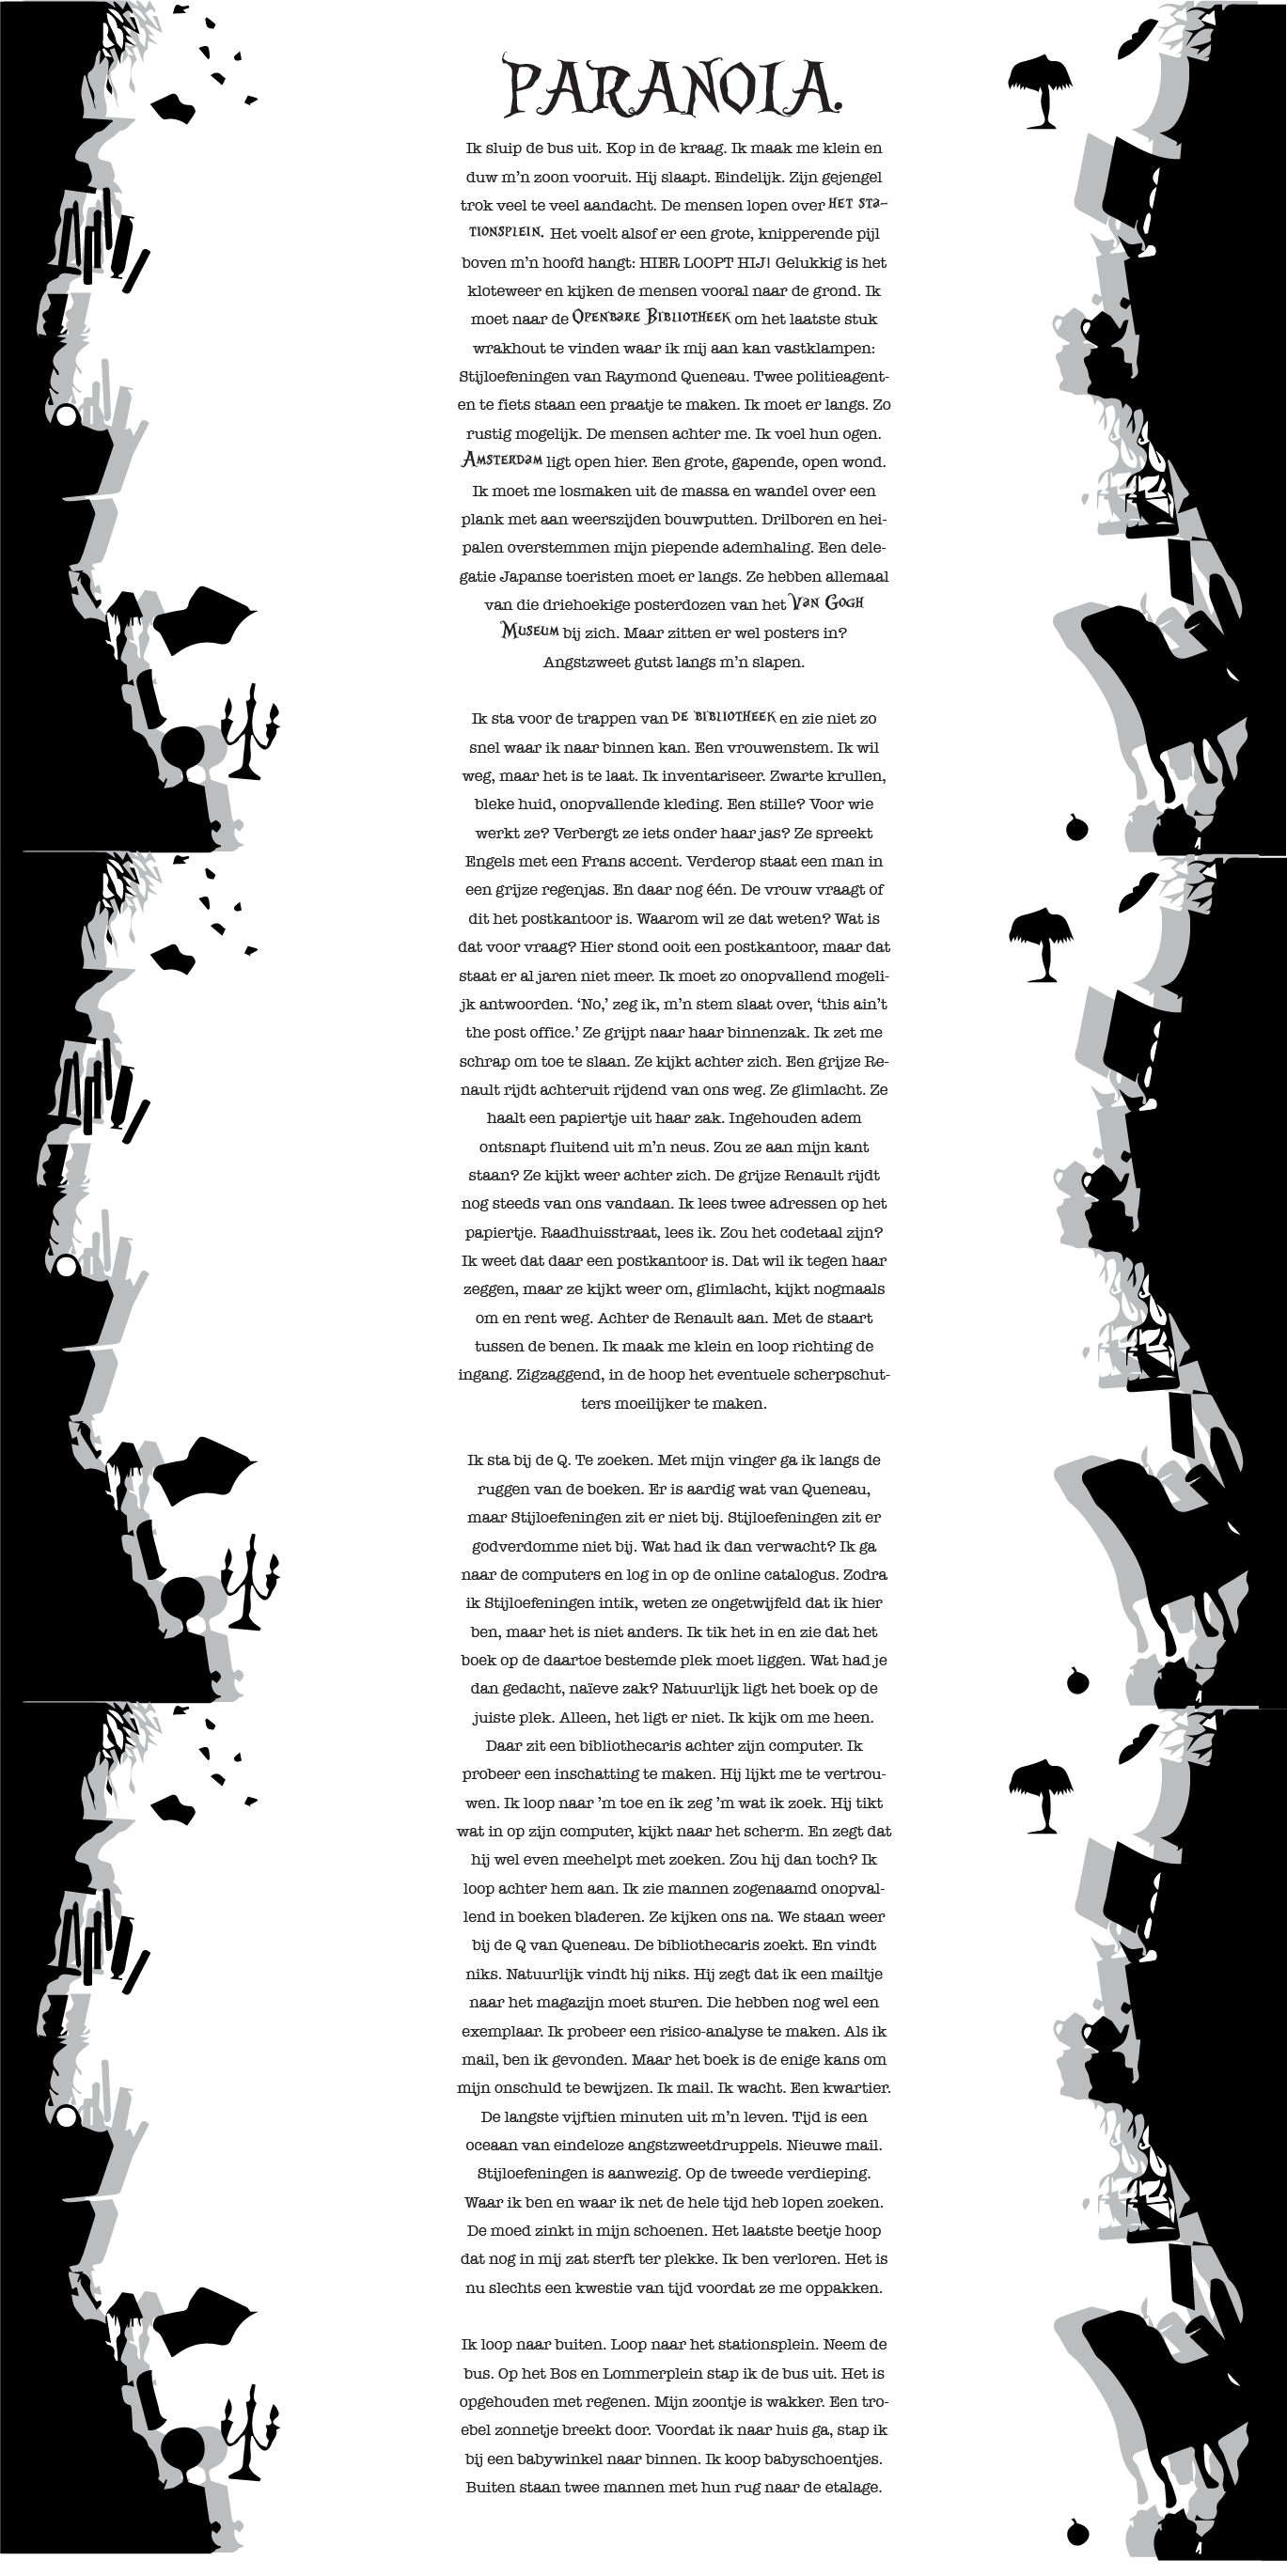 PARANOIA.
Ik sluip de bus uit. Kop in de kraag. Ik maak me klein en
duw m’n zoon vooruit. Hij slaapt. Eindelijk. Zijn gejengel
trok veel te veel aandacht. De mensen lopen over het sta-
tionsplein. Het voelt alsof er een grote, knipperende pijl
boven m’n hoofd hangt: HIER LOOPT HIJ! Gelukkig is het
kloteweer en kijken de mensen vooral naar de grond. Ik
moet naar de Openbare Bibliotheek om het laatste stuk
wrakhout te vinden waar ik mij aan kan vastklampen:
Stijloefeningen van Raymond Queneau. Twee politieagent-
en te fiets staan een praatje te maken. Ik moet er langs. Zo
rustig mogelijk. De mensen achter me. Ik voel hun ogen.
Amsterdam ligt open hier. Een grote, gapende, open wond.
Ik moet me losmaken uit de massa en wandel over een
plank met aan weerszijden bouwputten. Drilboren en hei-
palen overstemmen mijn piepende ademhaling. Een dele-
gatie Japanse toeristen moet er langs. Ze hebben allemaal
van die driehoekige posterdozen van het Van Gogh
Museum bij zich. Maar zitten er wel posters in?
Angstzweet gutst langs m’n slapen.
Ik sta voor de trappen van de bibliotheek en zie niet zo
snel waar ik naar binnen kan. Een vrouwenstem. Ik wil
weg, maar het is te laat. Ik inventariseer. Zwarte krullen,
bleke huid, onopvallende kleding. Een stille? Voor wie
werkt ze? Verbergt ze iets onder haar jas? Ze spreekt
Engels met een Frans accent. Verderop staat een man in
een grijze regenjas. En daar nog één. De vrouw vraagt of
dit het postkantoor is. Waarom wil ze dat weten? Wat is
dat voor vraag? Hier stond ooit een postkantoor, maar dat
staat er al jaren niet meer. Ik moet zo onopvallend mogeli-
jk antwoorden. ‘No,’ zeg ik, m’n stem slaat over, ‘this ain’t
the post office.’ Ze grijpt naar haar binnenzak. Ik zet me
schrap om toe te slaan. Ze kijkt achter zich. Een grijze Re-
nault rijdt achteruit rijdend van ons weg. Ze glimlacht. Ze
haalt een papiertje uit haar zak. Ingehouden adem
ontsnapt fluitend uit m’n neus. Zou ze aan mijn kant
staan? Ze kijkt weer achter zich. De grijze Renault rijdt
nog steeds van ons vandaan. Ik lees twee adressen op het
papiertje. Raadhuisstraat, lees ik. Zou het codetaal zijn?
Ik weet dat daar een postkantoor is. Dat wil ik tegen haar
zeggen, maar ze kijkt weer om, glimlacht, kijkt nogmaals
om en rent weg. Achter de Renault aan. Met de staart
tussen de benen. Ik maak me klein en loop richting de
ingang. Zigzaggend, in de hoop het eventuele scherpschut-
ters moeilijker te maken.
Ik sta bij de Q. Te zoeken. Met mijn vinger ga ik langs de
ruggen van de boeken. Er is aardig wat van Queneau,
maar Stijloefeningen zit er niet bij. Stijloefeningen zit er
godverdomme niet bij. Wat had ik dan verwacht? Ik ga
naar de computers en log in op de online catalogus. Zodra
ik Stijloefeningen intik, weten ze ongetwijfeld dat ik hier
ben, maar het is niet anders. Ik tik het in en zie dat het
boek op de daartoe bestemde plek moet liggen. Wat had je
dan gedacht, naïeve zak? Natuurlijk ligt het boek op de
juiste plek. Alleen, het ligt er niet. Ik kijk om me heen.
Daar zit een bibliothecaris achter zijn computer. Ik
probeer een inschatting te maken. Hij lijkt me te vertrou-
wen. Ik loop naar ’m toe en ik zeg ’m wat ik zoek. Hij tikt
wat in op zijn computer, kijkt naar het scherm. En zegt dat
hij wel even meehelpt met zoeken. Zou hij dan toch? Ik
loop achter hem aan. Ik zie mannen zogenaamd onopval-
lend in boeken bladeren. Ze kijken ons na. We staan weer
bij de Q van Queneau. De bibliothecaris zoekt. En vindt
niks. Natuurlijk vindt hij niks. Hij zegt dat ik een mailtje
naar het magazijn moet sturen. Die hebben nog wel een
exemplaar. Ik probeer een risico-analyse te maken. Als ik
mail, ben ik gevonden. Maar het boek is de enige kans om
mijn onschuld te bewijzen. Ik mail. Ik wacht. Een kwartier.
De langste vijftien minuten uit m’n leven. Tijd is een
oceaan van eindeloze angstzweetdruppels. Nieuwe mail.
Stijloefeningen is aanwezig. Op de tweede verdieping.
Waar ik ben en waar ik net de hele tijd heb lopen zoeken.
De moed zinkt in mijn schoenen. Het laatste beetje hoop
dat nog in mij zat sterft ter plekke. Ik ben verloren. Het is
nu slechts een kwestie van tijd voordat ze me oppakken.
Ik loop naar buiten. Loop naar het stationsplein. Neem de
bus. Op het Bos en Lommerplein stap ik de bus uit. Het is
opgehouden met regenen. Mijn zoontje is wakker. Een tro-
ebel zonnetje breekt door. Voordat ik naar huis ga, stap ik
bij een babywinkel naar binnen. Ik koop babyschoentjes.
Buiten staan twee mannen met hun rug naar de etalage.